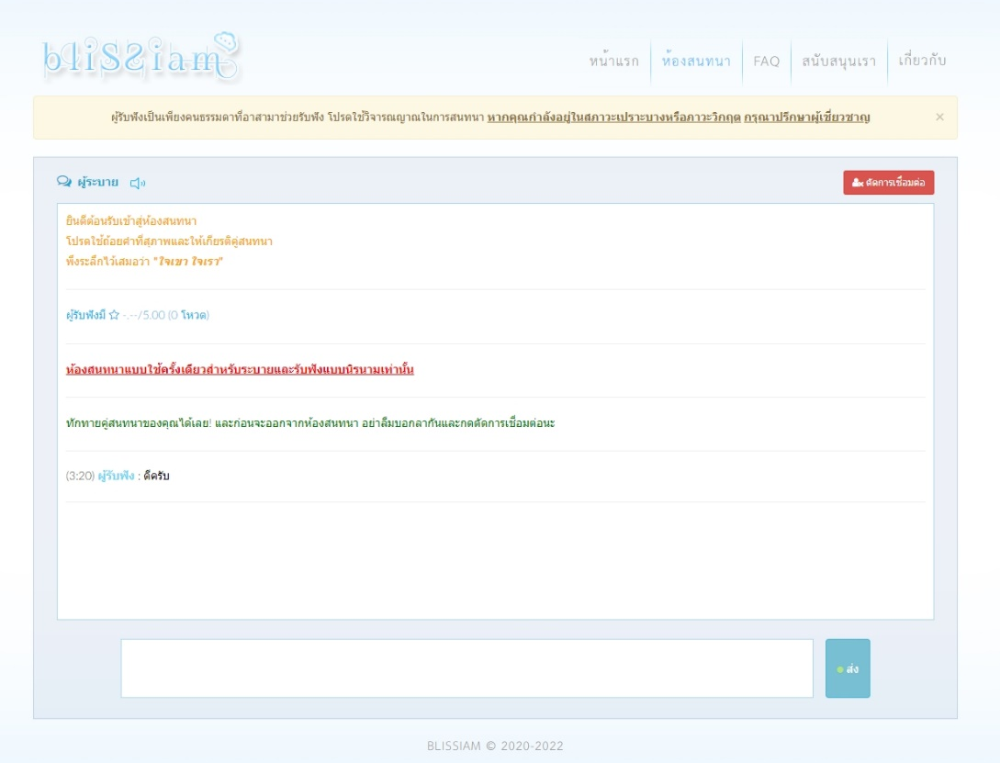 bliSSiam
หน้าแรก ห้องสนทนา FAQ สนับสนุนเรา เกี่ยวกับ
ผู้รับฟังเป็นเพียงคนธรรมดาที่อาสามาช่วยรับฟัง โปรดใช้วิจารณญาณในการสนทนา หากคุณกำลังอยู่ในสภาวะเปราะบางหรือภาวะวิกฤต กรุณาปรึกษาผู้เชี่ยวชาญ ×
ผู้ระบาย
ตัดการเชื่อมต่อ
ยินดีต้อนรับเข้าสู่ห้องสนทนา
โปรดใช้ถ้อยคำที่สุภาพและให้เกียรติคู่สนทนา
พึงระลึกไว้เสมอว่า "ใจเขา ใจเรา"
ผู้รับฟังมี ☆ -.--/5.00 (0 โหวต)
ห้องสนทนาแบบใช้ครั้งเดียวสำหรับระบายและรับฟังแบบนิรนามเท่านั้น
ทักทายคู่สนทนาของคุณได้เลย! และก่อนจะออกจากห้องสนทนา อย่าลืมบอกลากันและกดตัดการเชื่อมต่อนะ
(3:20) ผู้รับฟัง : ดีครับ
ส่ง
BLISSIAM © 2020-2022